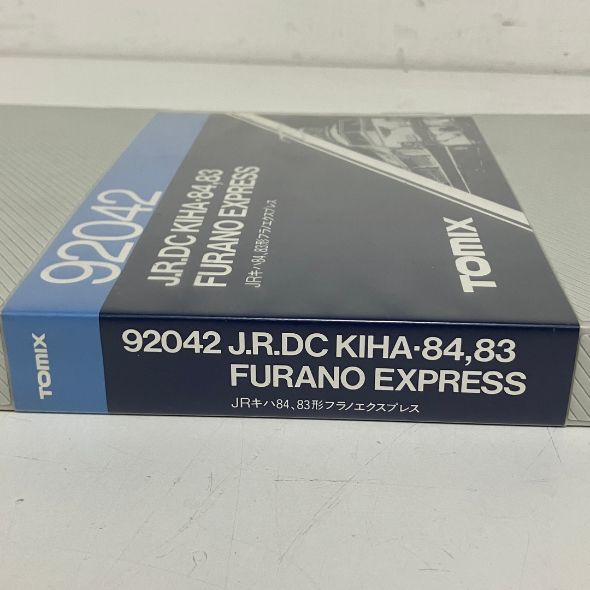 92042
J.R.DC KIHA·84,83
FURANO EXPRESS
JRキハ84,83形フラノエクスプレス
TOMIX
TOMIX
92042 J.R.DC KIHA·84,83
FURANO EXPRESS
JRキハ84、83形フラノエクスプレス